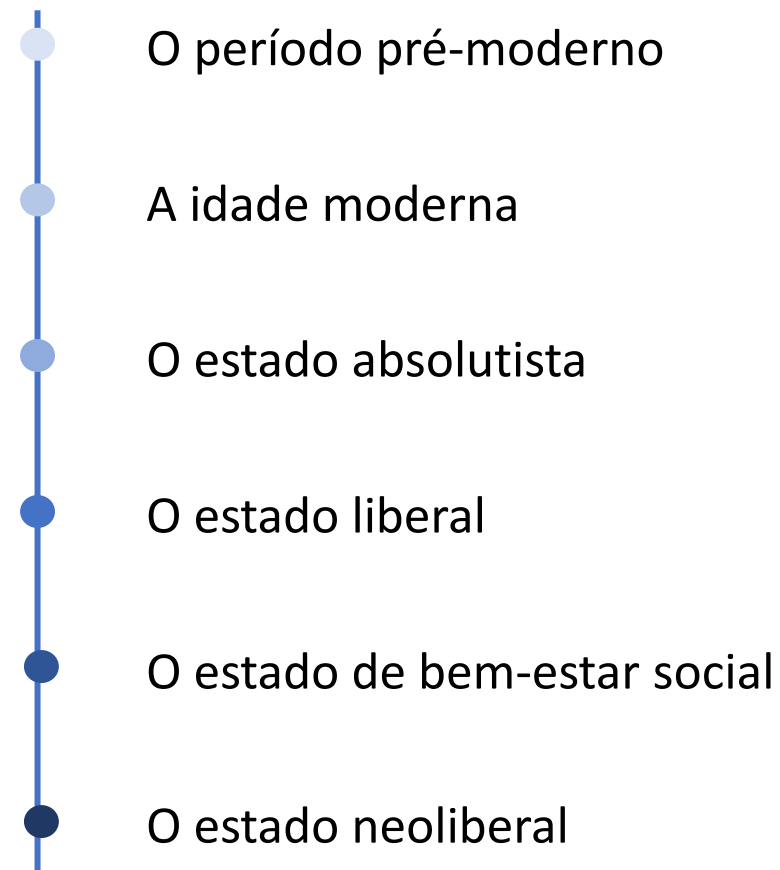 O período pré-moderno
A idade moderna
O estado absolutista
O estado liberal
O estado de bem-estar social
O estado neoliberal